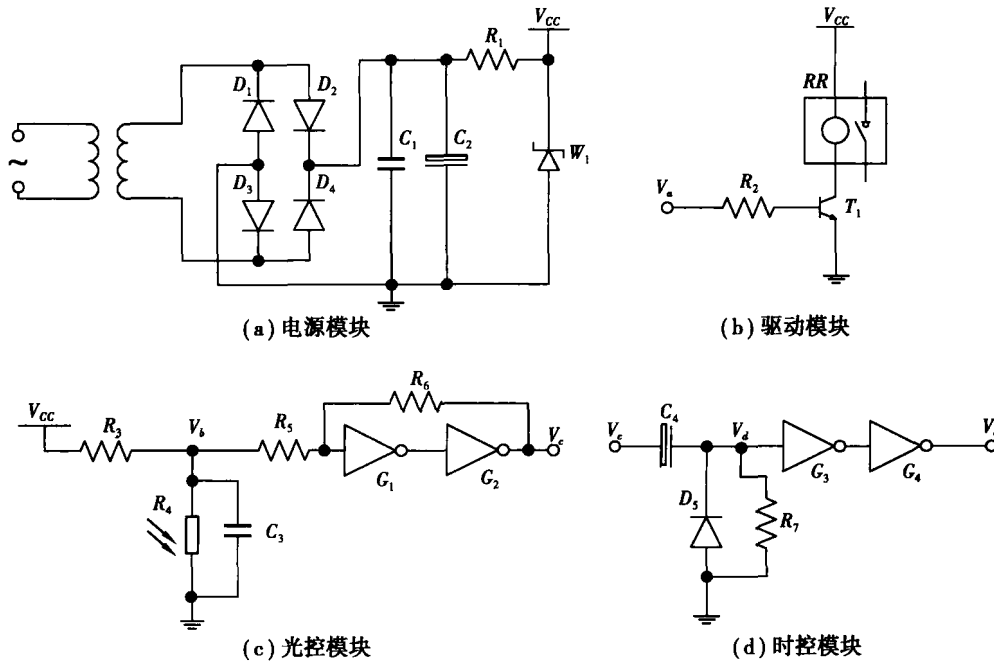 V_CC
R_1
D_1
D_2
C_1
C_2
W_1
D_3
D_4
~
(a)电源模块
V_CC
RR
V_a
R_2
T_1
(b)驱动模块
V_CC
R_3
V_b
R_5
R_6
V_c
G_1
G_2
R_4
C_3
(c)光控模块
C_4
V_d
G_3
G_4
D_5
R_7
(d)时控模块